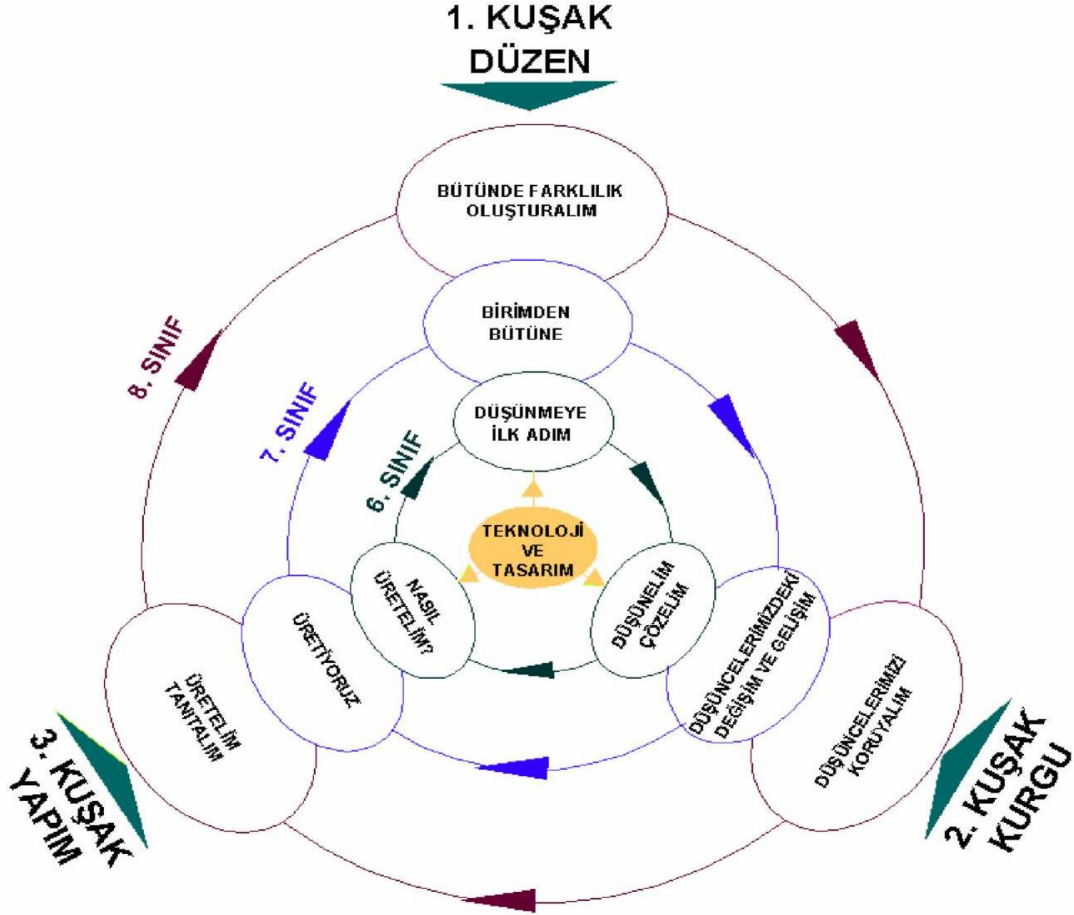 1. KUŞAK
DÜZEN
BÜTÜNDE FARKLILIK
OLUŞTURALIM
BİRİMDEN
BÜTÜNE
DÜŞÜNMEYE
İLK ADIM
8. SINIF
7. SINIF
6. SINIF
TEKNOLOJİ
VE
TASARIM
NASIL
ÜRETELİM?
DÜŞÜNELİM
ÇÖZELİM
ÜRETİYORUZ
DÜŞÜNCELERİMİZDEKİ
DEĞİŞİM VE GELİŞİM
ÜRETELİM
TANITALIM
DÜŞÜNCELERİMİZİ
KORUYALIM
3. KUŞAK
YAPIM
2. KUŞAK
KURGU